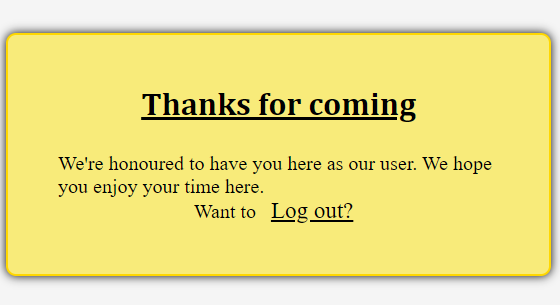 Thanks for coming
We're honoured to have you here as our user. We hope
you enjoy your time here.
Want to Log out?